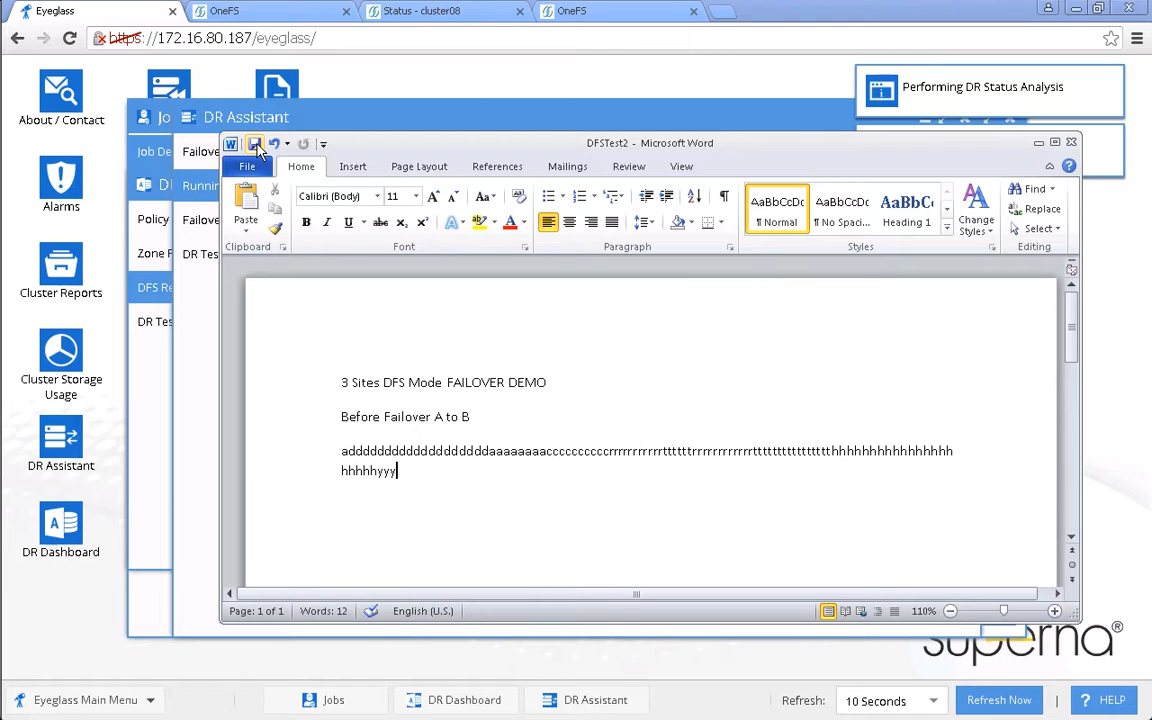 Eyeglass
OneFS
Status - cluster08
OneFS
https://172.16.80.187/eyeglass/
About / Contact
Alarms
Cluster Reports
Cluster Storage
Usage
DR Assistant
DR Dashboard
Performing DR Status Analysis
Jo
DR Assistant
Job De
Failove
Policy
Running
Zone F
Failove
DFS Re
DR Tes
DR Tes
DFSTest2 - Microsoft Word
File Home Insert Page Layout References Mailings Review View
Calibri (Body) 11
Paste
Clipboard
Font
Paragraph
AaBbCcDc AaBbCcDc AaBbCc
¶ Normal ¶ No Spaci... Heading 1
Change
Styles
Styles
Find
Replace
Select
Editing
3 Sites DFS Mode FAILOVER DEMO
Before Failover A to B
Page: 1 of 1 Words: 12 English (U.S.) 110%
superna®
Eyeglass Main Menu
Jobs
DR Dashboard
DR Assistant
Refresh: 10 Seconds
Refresh Now
HELP